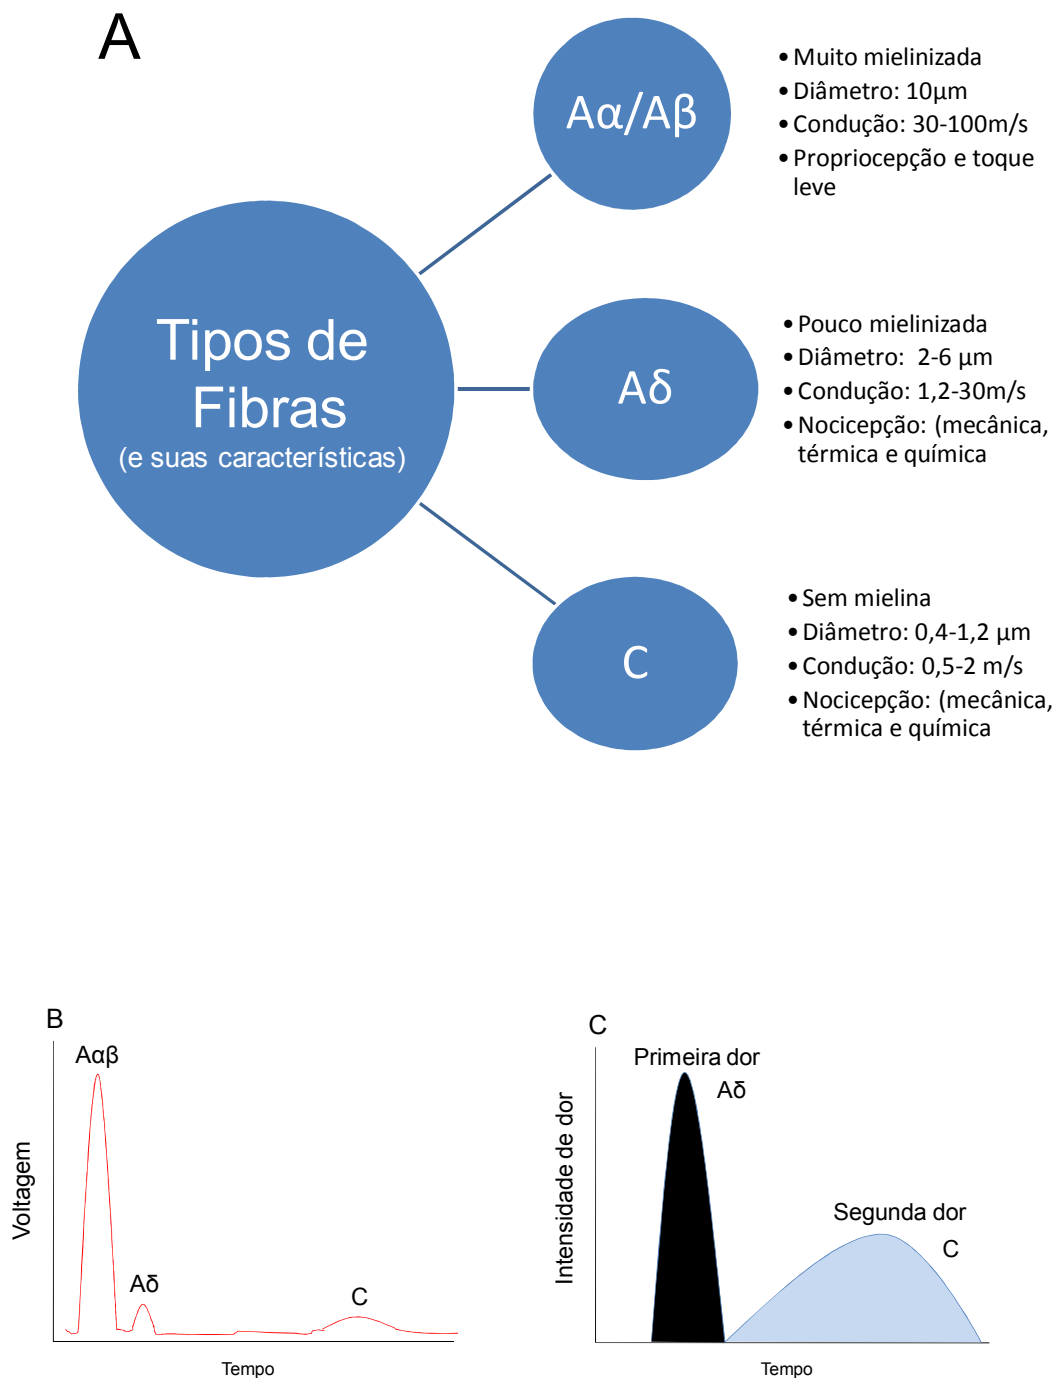 A
Tipos de
Fibras
(e suas características)
Aα/Aβ
• Muito mielinizada
• Diâmetro: 10µm
• Condução: 30-100m/s
• Propriocepção e toque
leve
Aδ
• Pouco mielinizada
• Diâmetro:  2-6 µm
• Condução: 1,2-30m/s
• Nocicepção: (mecânica,
térmica e química
C
• Sem mielina
• Diâmetro: 0,4-1,2 µm
• Condução: 0,5-2 m/s
• Nocicepção: (mecânica,
térmica e química
B
Aαβ
Voltagem
Aδ
C
Tempo
C
Primeira dor
Aδ
Intensidade de dor
Segunda dor
C
Tempo